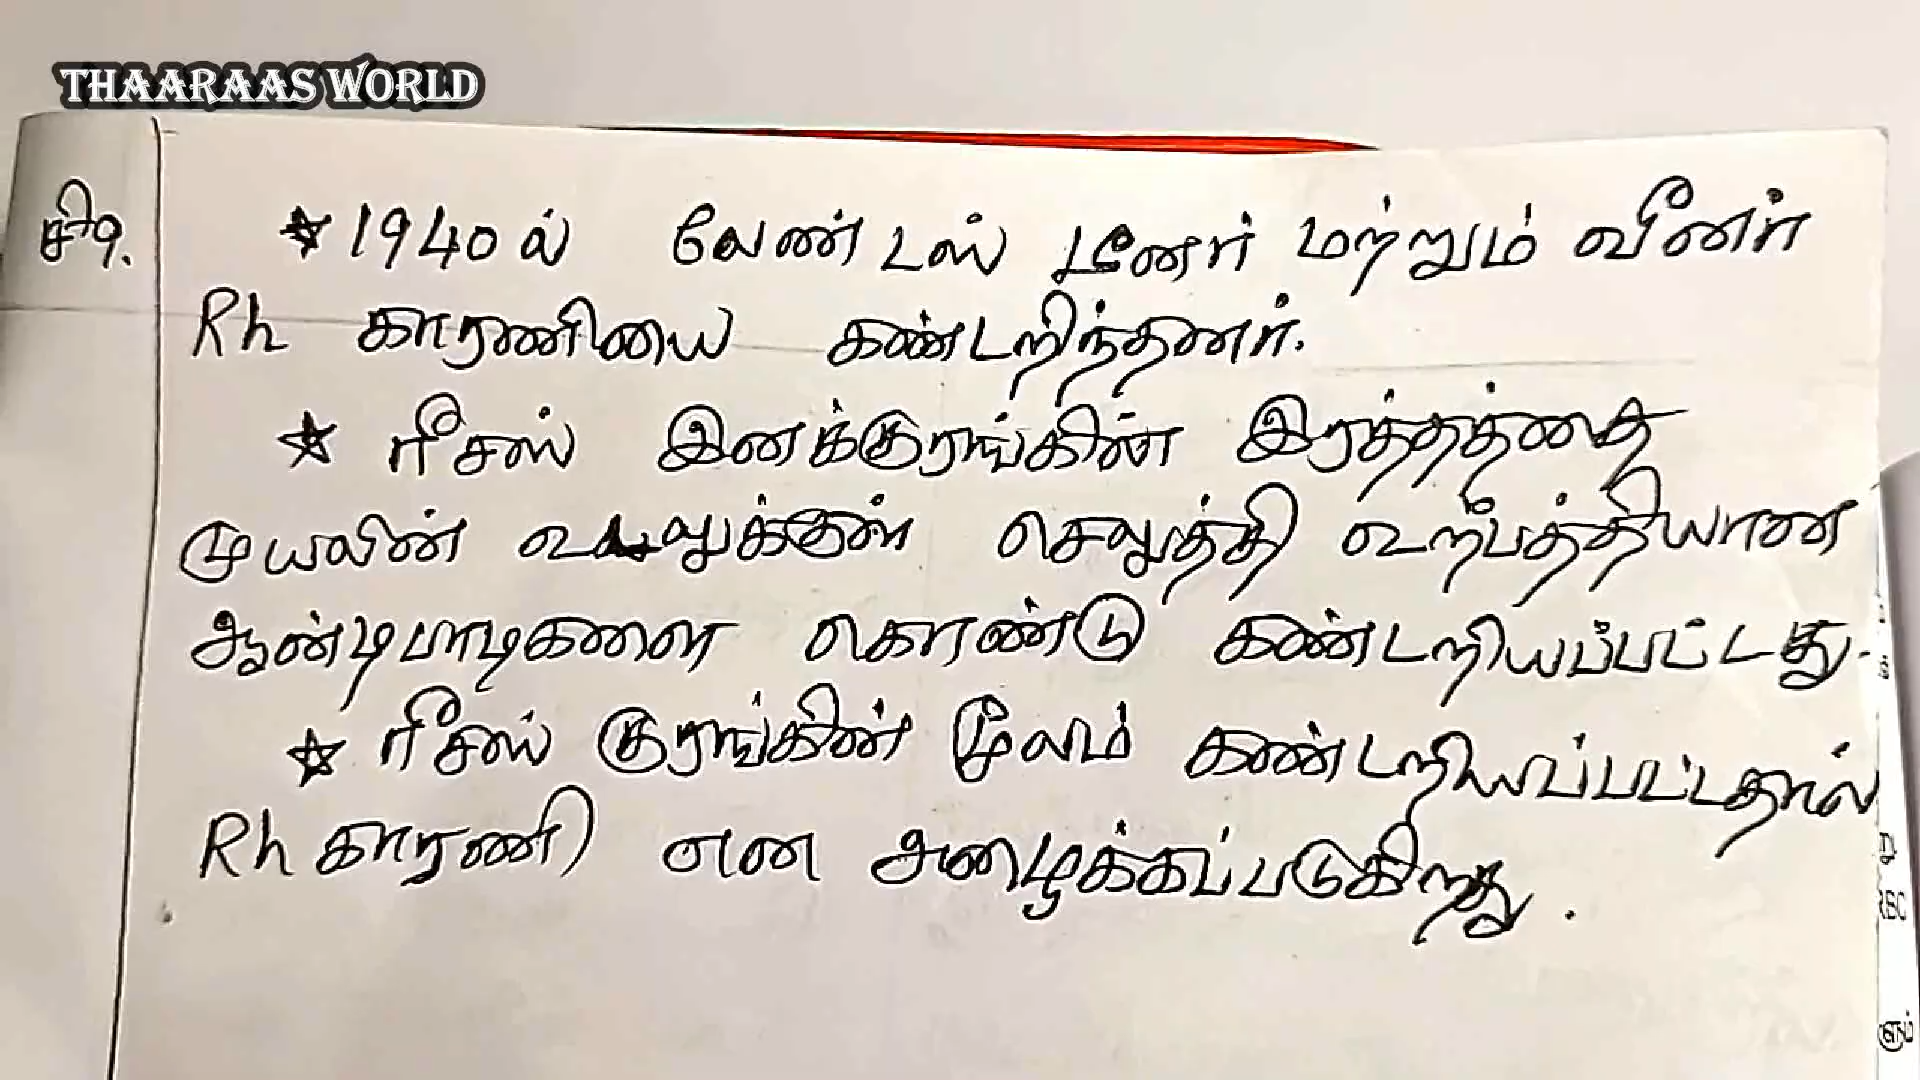 THAARAAS WORLD
★ 1940ல் லேண்டஸ்டீனேர் மற்றும் வீனர்
Rh காரணியை கண்டறிந்தனர்.
★ ரீசஸ் இனக்குரங்கின் இரத்தத்தை
முயலின் உடலுக்குள் செலுத்தி உற்பத்தியான
ஆண்டிபாடிகளை கொண்டு கண்டறியப்பட்டது.
★ ரீசஸ் குரங்கின் மூலம் கண்டறியப்பட்டதால்
Rh காரணி என அழைக்கப்படுகிறது.
RBC